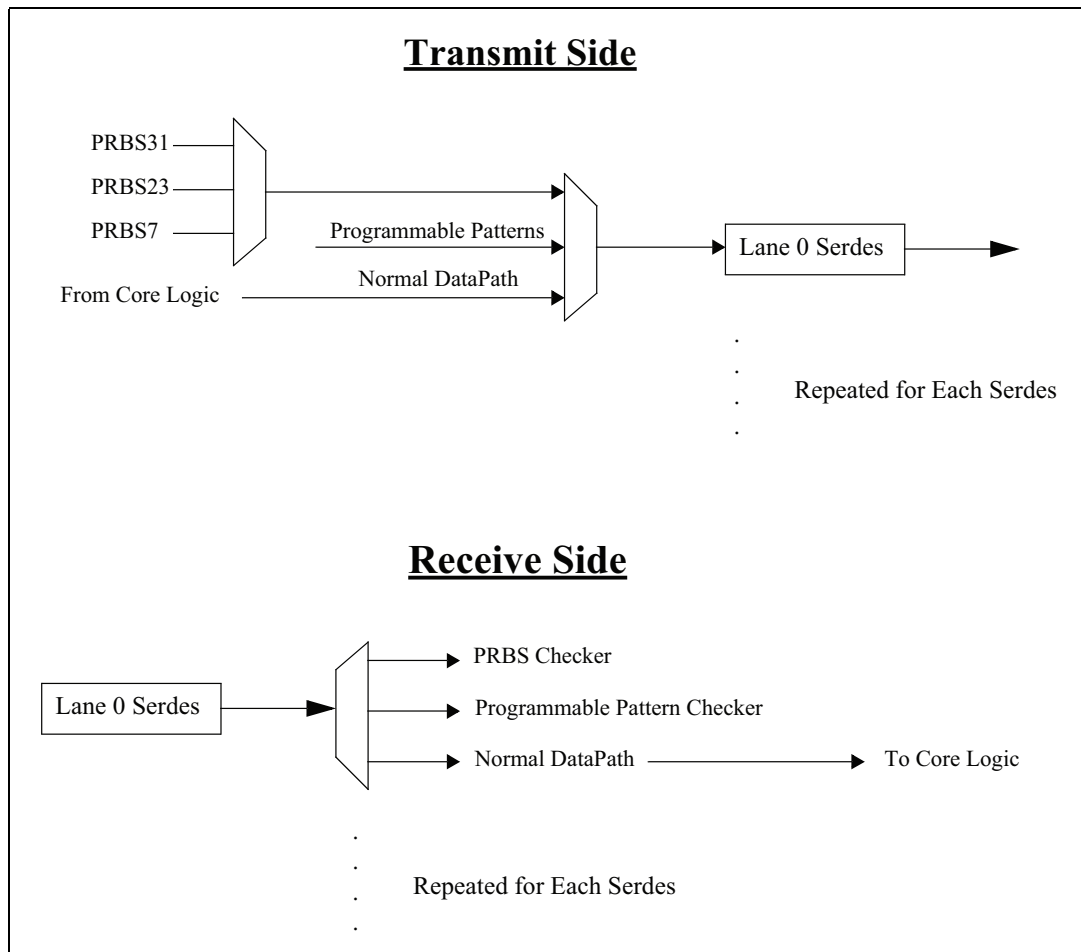 Transmit Side
PRBS31
PRBS23
PRBS7
Programmable Patterns
Normal DataPath
From Core Logic
Lane 0 Serdes
Repeated for Each Serdes
Receive Side
Lane 0 Serdes
PRBS Checker
Programmable Pattern Checker
Normal DataPath
To Core Logic
Repeated for Each Serdes